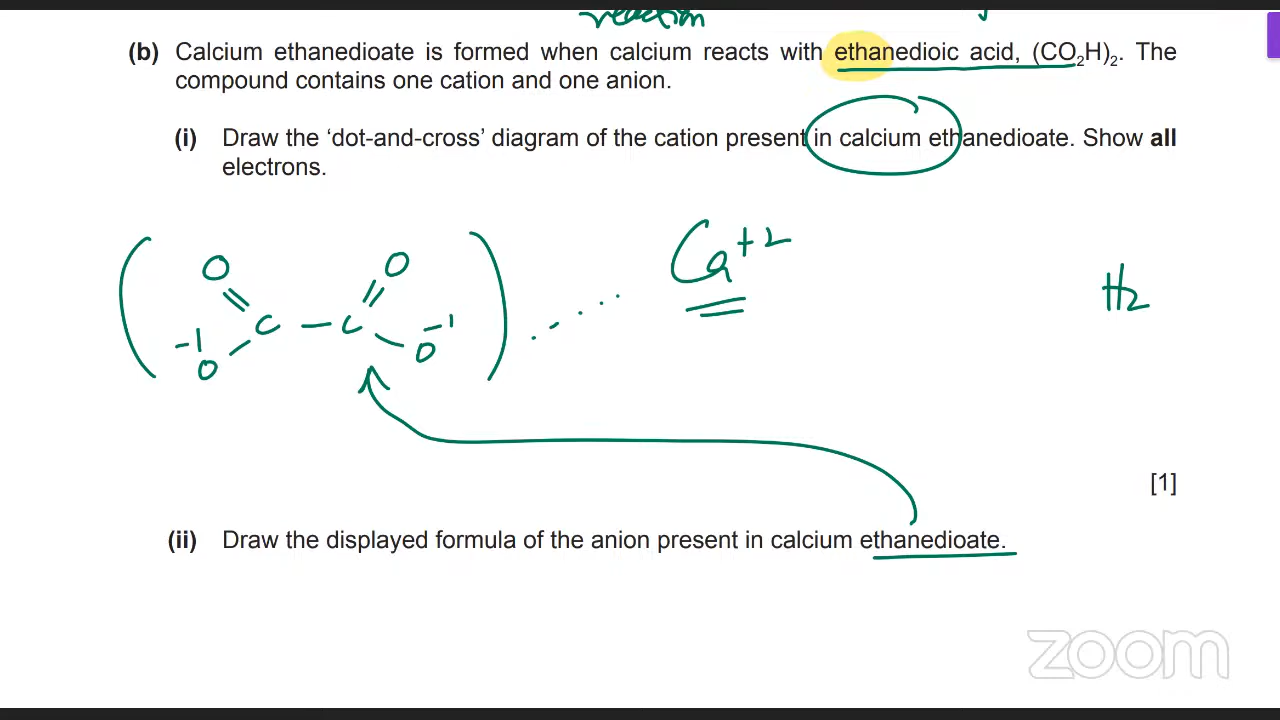 reaction
(b) Calcium ethanedioate is formed when calcium reacts with ethanedioic acid, (CO₂H)₂. The
compound contains one cation and one anion.
(i) Draw the ‘dot-and-cross’ diagram of the cation present in calcium ethanedioate. Show all
electrons.
O O
C C
-1 O O -1
Ca+2
H2
[1]
(ii) Draw the displayed formula of the anion present in calcium ethanedioate.
zoom